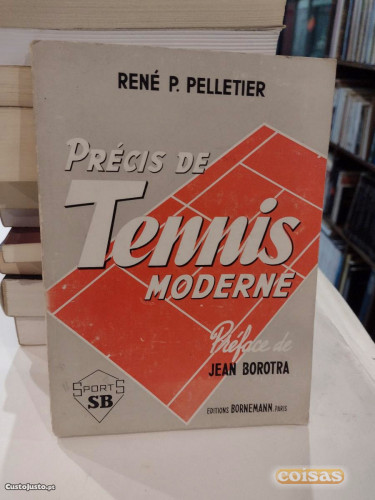 RENÉ P. PELLETIER
PRÉCIS DE
Tennis
MODERNE
Préface de
JEAN BOROTRA
SPORTS
SB
EDITIONS BORNEMANN, PARIS
CustoJusto.pt
coisas